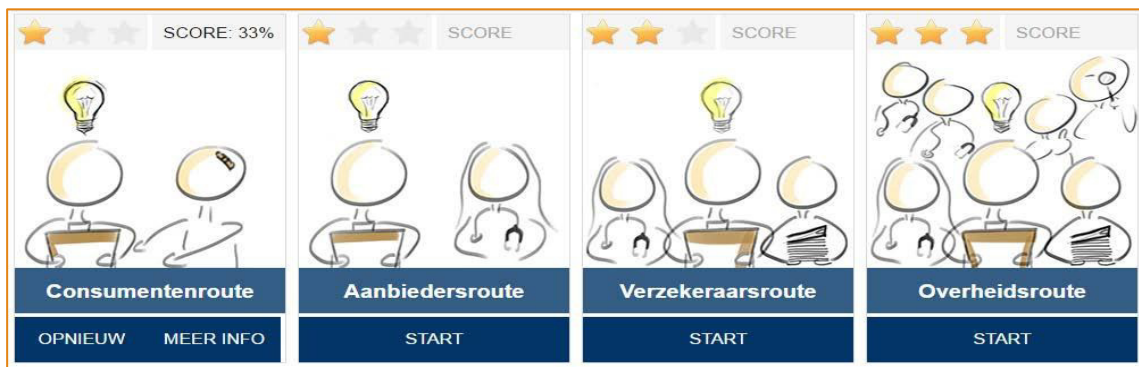 SCORE: 33%
SCORE
SCORE
SCORE
Consumentenroute
Aanbiedersroute
Verzekeraarsroute
Overheidsroute
OPNIEUW MEER INFO
START
START
START